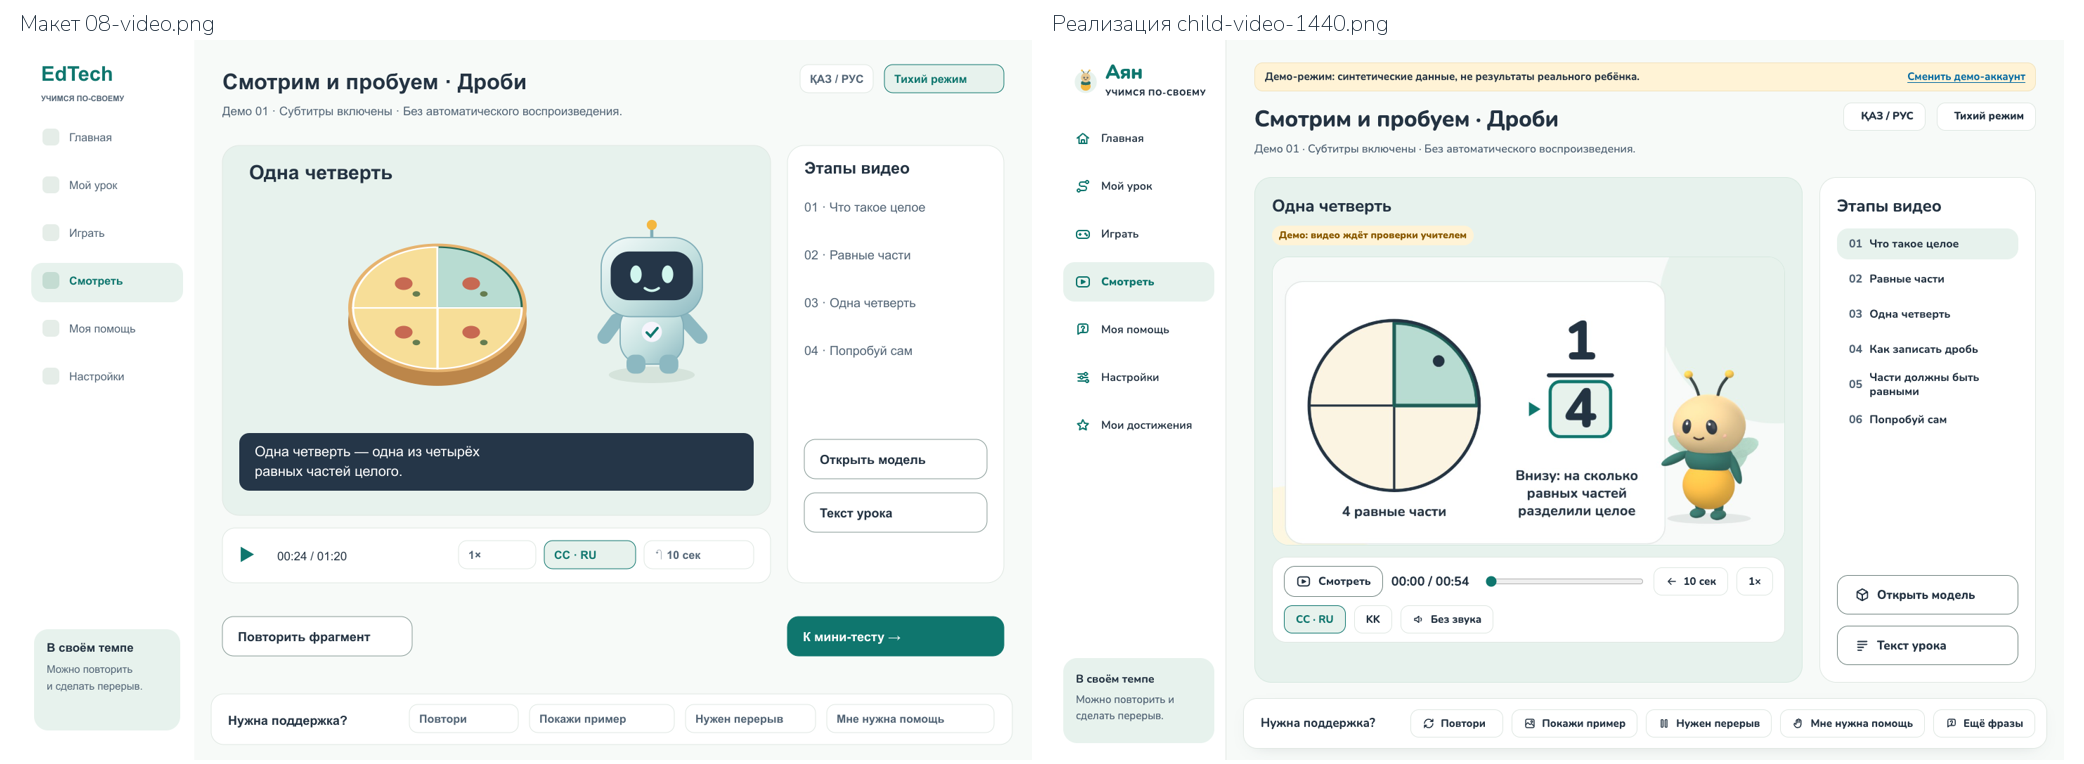 Макет 08-video.png
EdTech
УЧИМСЯ ПО-СВОЕМУ
Главная
Мой урок
Играть
Смотреть
Моя помощь
Настройки
В своём темпе
Можно повторить
и сделать перерыв.
Смотрим и пробуем · Дроби
ҚАЗ / РУС
Тихий режим
Демо 01 · Субтитры включены · Без автоматического воспроизведения.
Одна четверть
Одна четверть — одна из четырёх
равных частей целого.
00:24 / 01:20
1×
CC · RU
10 сек
Этапы видео
01 · Что такое целое
02 · Равные части
03 · Одна четверть
04 · Попробуй сам
Открыть модель
Текст урока
Повторить фрагмент
К мини-тесту →
Нужна поддержка?
Повтори
Покажи пример
Нужен перерыв
Мне нужна помощь
Реализация child-video-1440.png
Аян
УЧИМСЯ ПО-СВОЕМУ
Главная
Мой урок
Играть
Смотреть
Моя помощь
Настройки
Мои достижения
В своём темпе
Можно повторить и
сделать перерыв.
Демо-режим: синтетические данные, не результаты реального ребёнка.
Сменить демо-аккаунт
Смотрим и пробуем · Дроби
ҚАЗ / РУС
Тихий режим
Демо 01 · Субтитры включены · Без автоматического воспроизведения.
Одна четверть
Демо: видео ждёт проверки учителем
1
4
4 равные части
Внизу: на сколько
равных частей
разделили целое
Смотреть
00:00 / 00:54
← 10 сек
1×
CC · RU
KK
Без звука
Этапы видео
01 Что такое целое
02 Равные части
03 Одна четверть
04 Как записать дробь
05 Части должны быть
равными
06 Попробуй сам
Открыть модель
Текст урока
Нужна поддержка?
Повтори
Покажи пример
Нужен перерыв
Мне нужна помощь
Ещё фразы